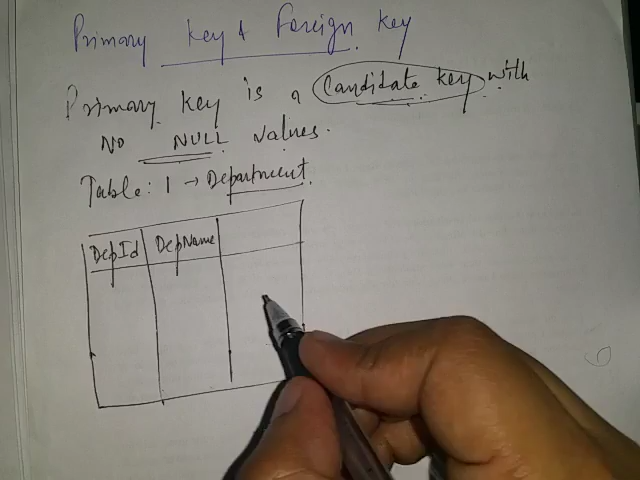 Primary Key & Foreign Key
Primary Key is a Candidate Key with
NO NULL values.
Table: 1 → Department.
DepId DepName